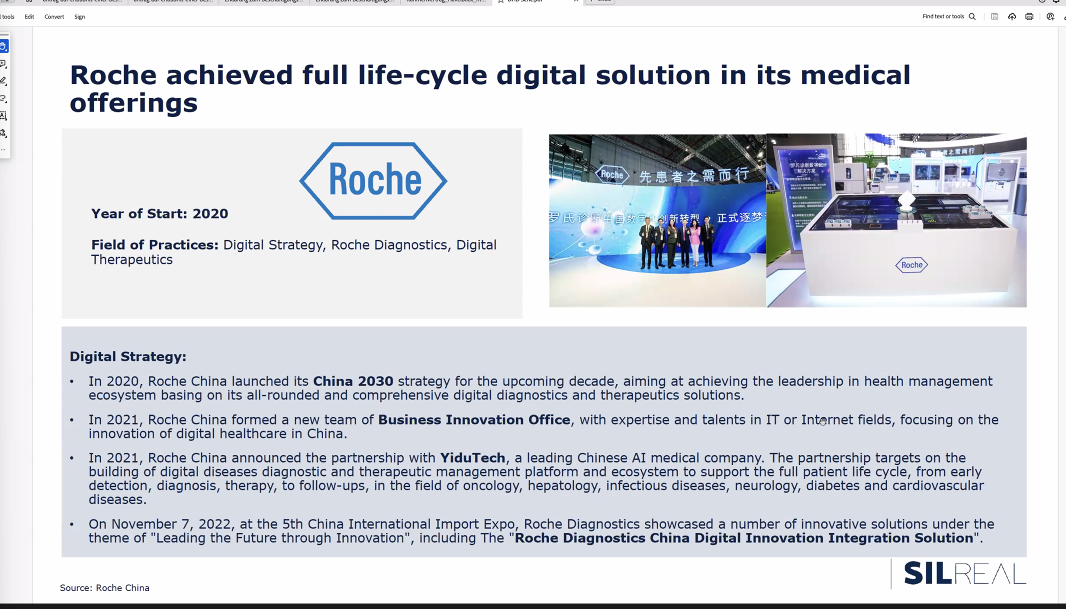 Edit Convert Sign
Find text or tools
Roche achieved full life-cycle digital solution in its medical
offerings
Roche
Year of Start: 2020
Field of Practices: Digital Strategy, Roche Diagnostics, Digital
Therapeutics
Roche 先患者之需而行
正式逐梦
Roche
Digital Strategy:
• In 2020, Roche China launched its China 2030 strategy for the upcoming decade, aiming at achieving the leadership in health management
ecosystem basing on its all-rounded and comprehensive digital diagnostics and therapeutics solutions.
• In 2021, Roche China formed a new team of Business Innovation Office, with expertise and talents in IT or Internet fields, focusing on the
innovation of digital healthcare in China.
• In 2021, Roche China announced the partnership with YiduTech, a leading Chinese AI medical company. The partnership targets on the
building of digital diseases diagnostic and therapeutic management platform and ecosystem to support the full patient life cycle, from early
detection, diagnosis, therapy, to follow-ups, in the field of oncology, hepatology, infectious diseases, neurology, diabetes and cardiovascular
diseases.
• On November 7, 2022, at the 5th China International Import Expo, Roche Diagnostics showcased a number of innovative solutions under the
theme of "Leading the Future through Innovation", including The "Roche Diagnostics China Digital Innovation Integration Solution".
SILREAL
Source: Roche China